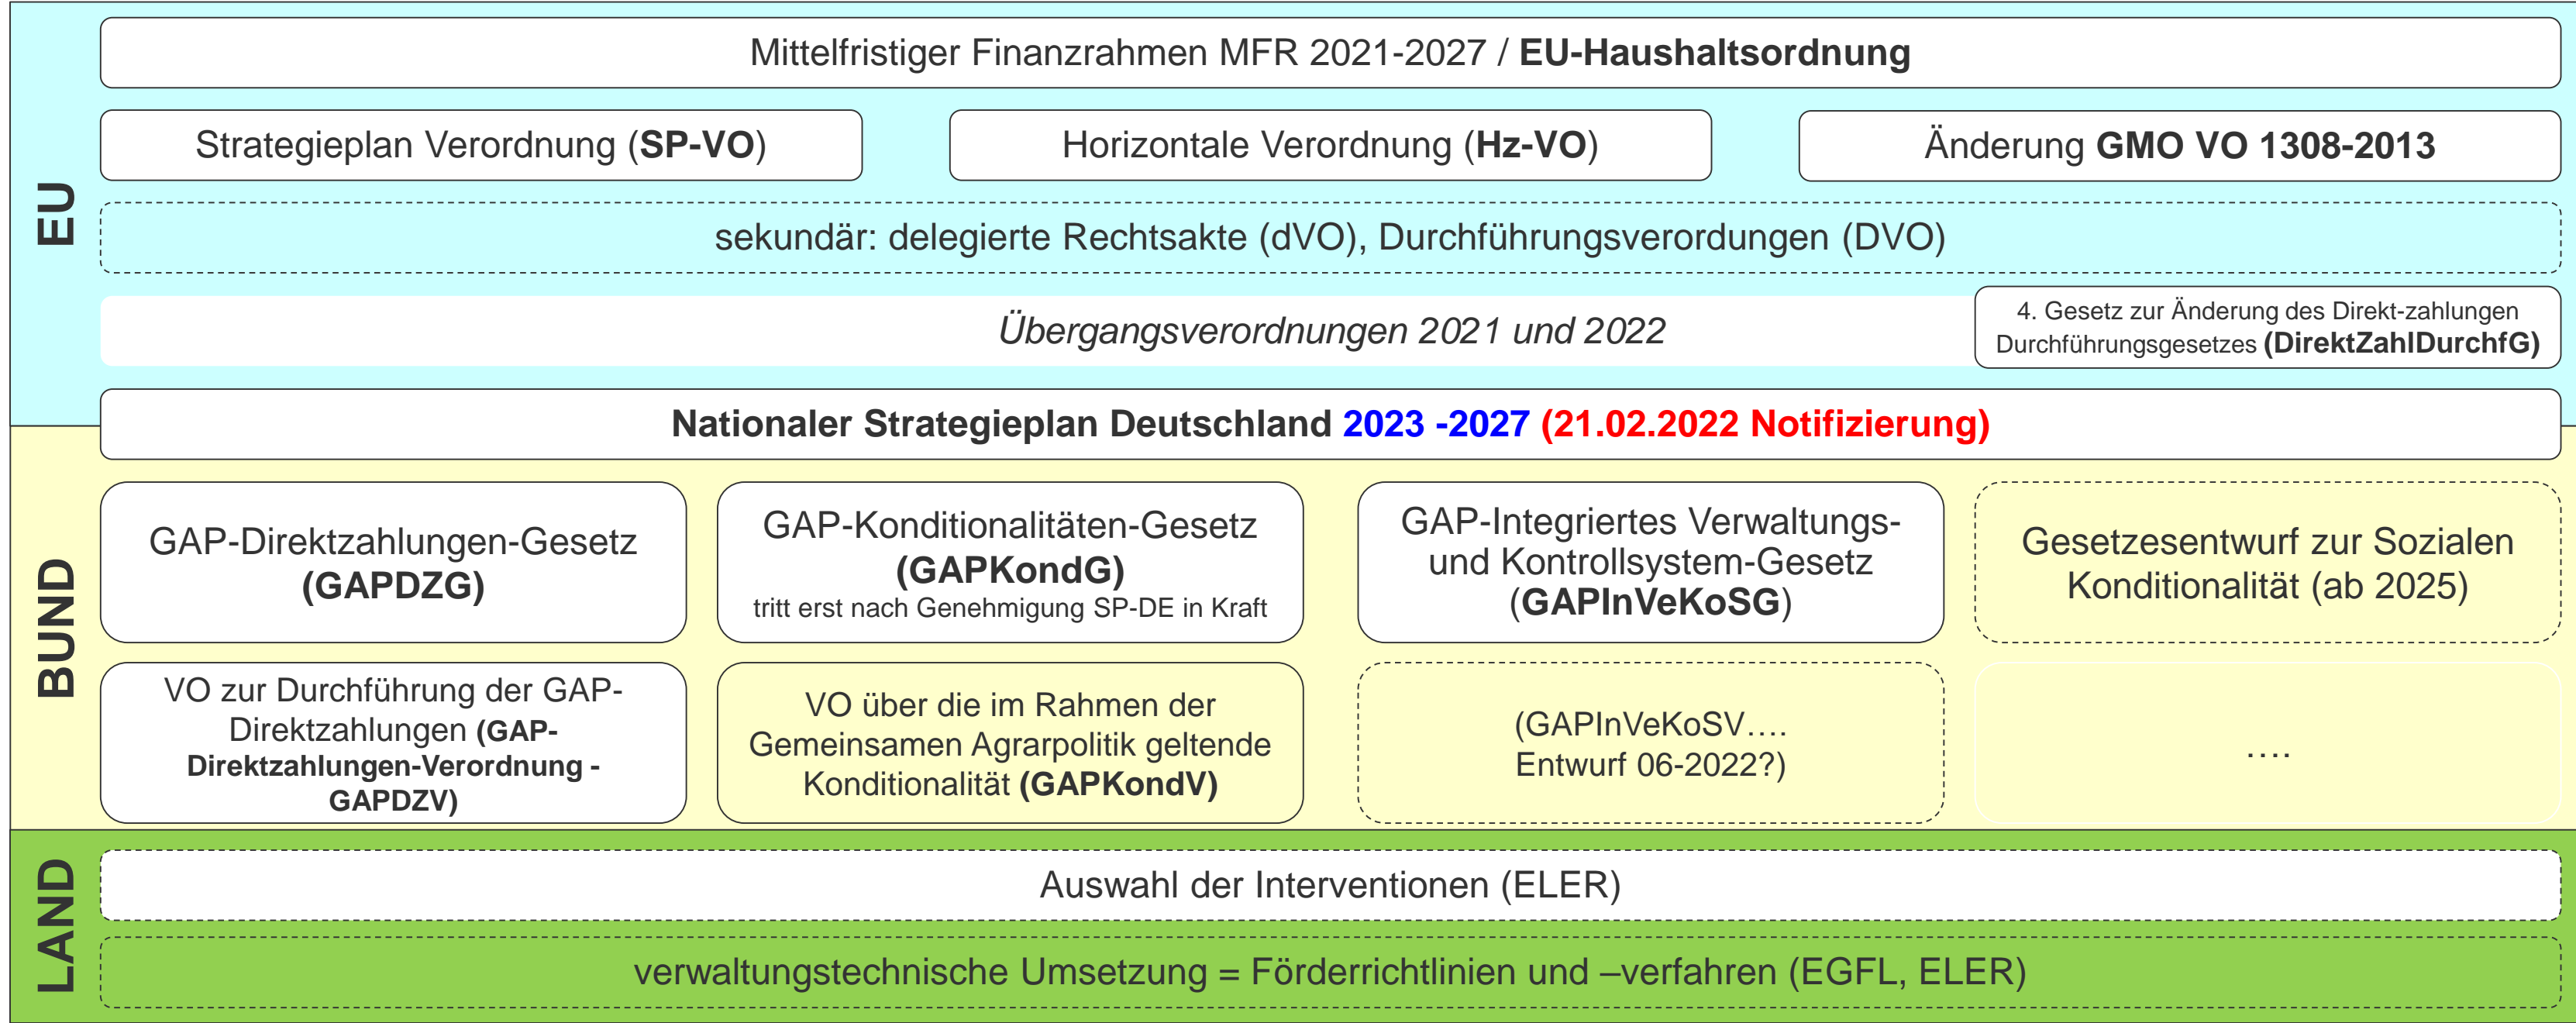 EU
Mittelfristiger Finanzrahmen MFR 2021-2027 / EU-Haushaltsordnung
Strategieplan Verordnung (SP-VO)
Horizontale Verordnung (Hz-VO)
Änderung GMO VO 1308-2013
sekundär: delegierte Rechtsakte (dVO), Durchführungsverordungen (DVO)
Übergangsverordnungen 2021 und 2022
4. Gesetz zur Änderung des Direkt-zahlungen
Durchführungsgesetzes (DirektZahlDurchfG)
Nationaler Strategieplan Deutschland 2023 -2027 (21.02.2022 Notifizierung)
BUND
GAP-Direktzahlungen-Gesetz
(GAPDZG)
GAP-Konditionalitäten-Gesetz
(GAPKondG)
tritt erst nach Genehmigung SP-DE in Kraft
GAP-Integriertes Verwaltungs-
und Kontrollsystem-Gesetz
(GAPInVeKoSG)
Gesetzesentwurf zur Sozialen
Konditionalität (ab 2025)
VO zur Durchführung der GAP-
Direktzahlungen (GAP-
Direktzahlungen-Verordnung -
GAPDZV)
VO über die im Rahmen der
Gemeinsamen Agrarpolitik geltende
Konditionalität (GAPKondV)
(GAPInVeKoSV….
Entwurf 06-2022?)
….
LAND
Auswahl der Interventionen (ELER)
verwaltungstechnische Umsetzung = Förderrichtlinien und –verfahren (EGFL, ELER)